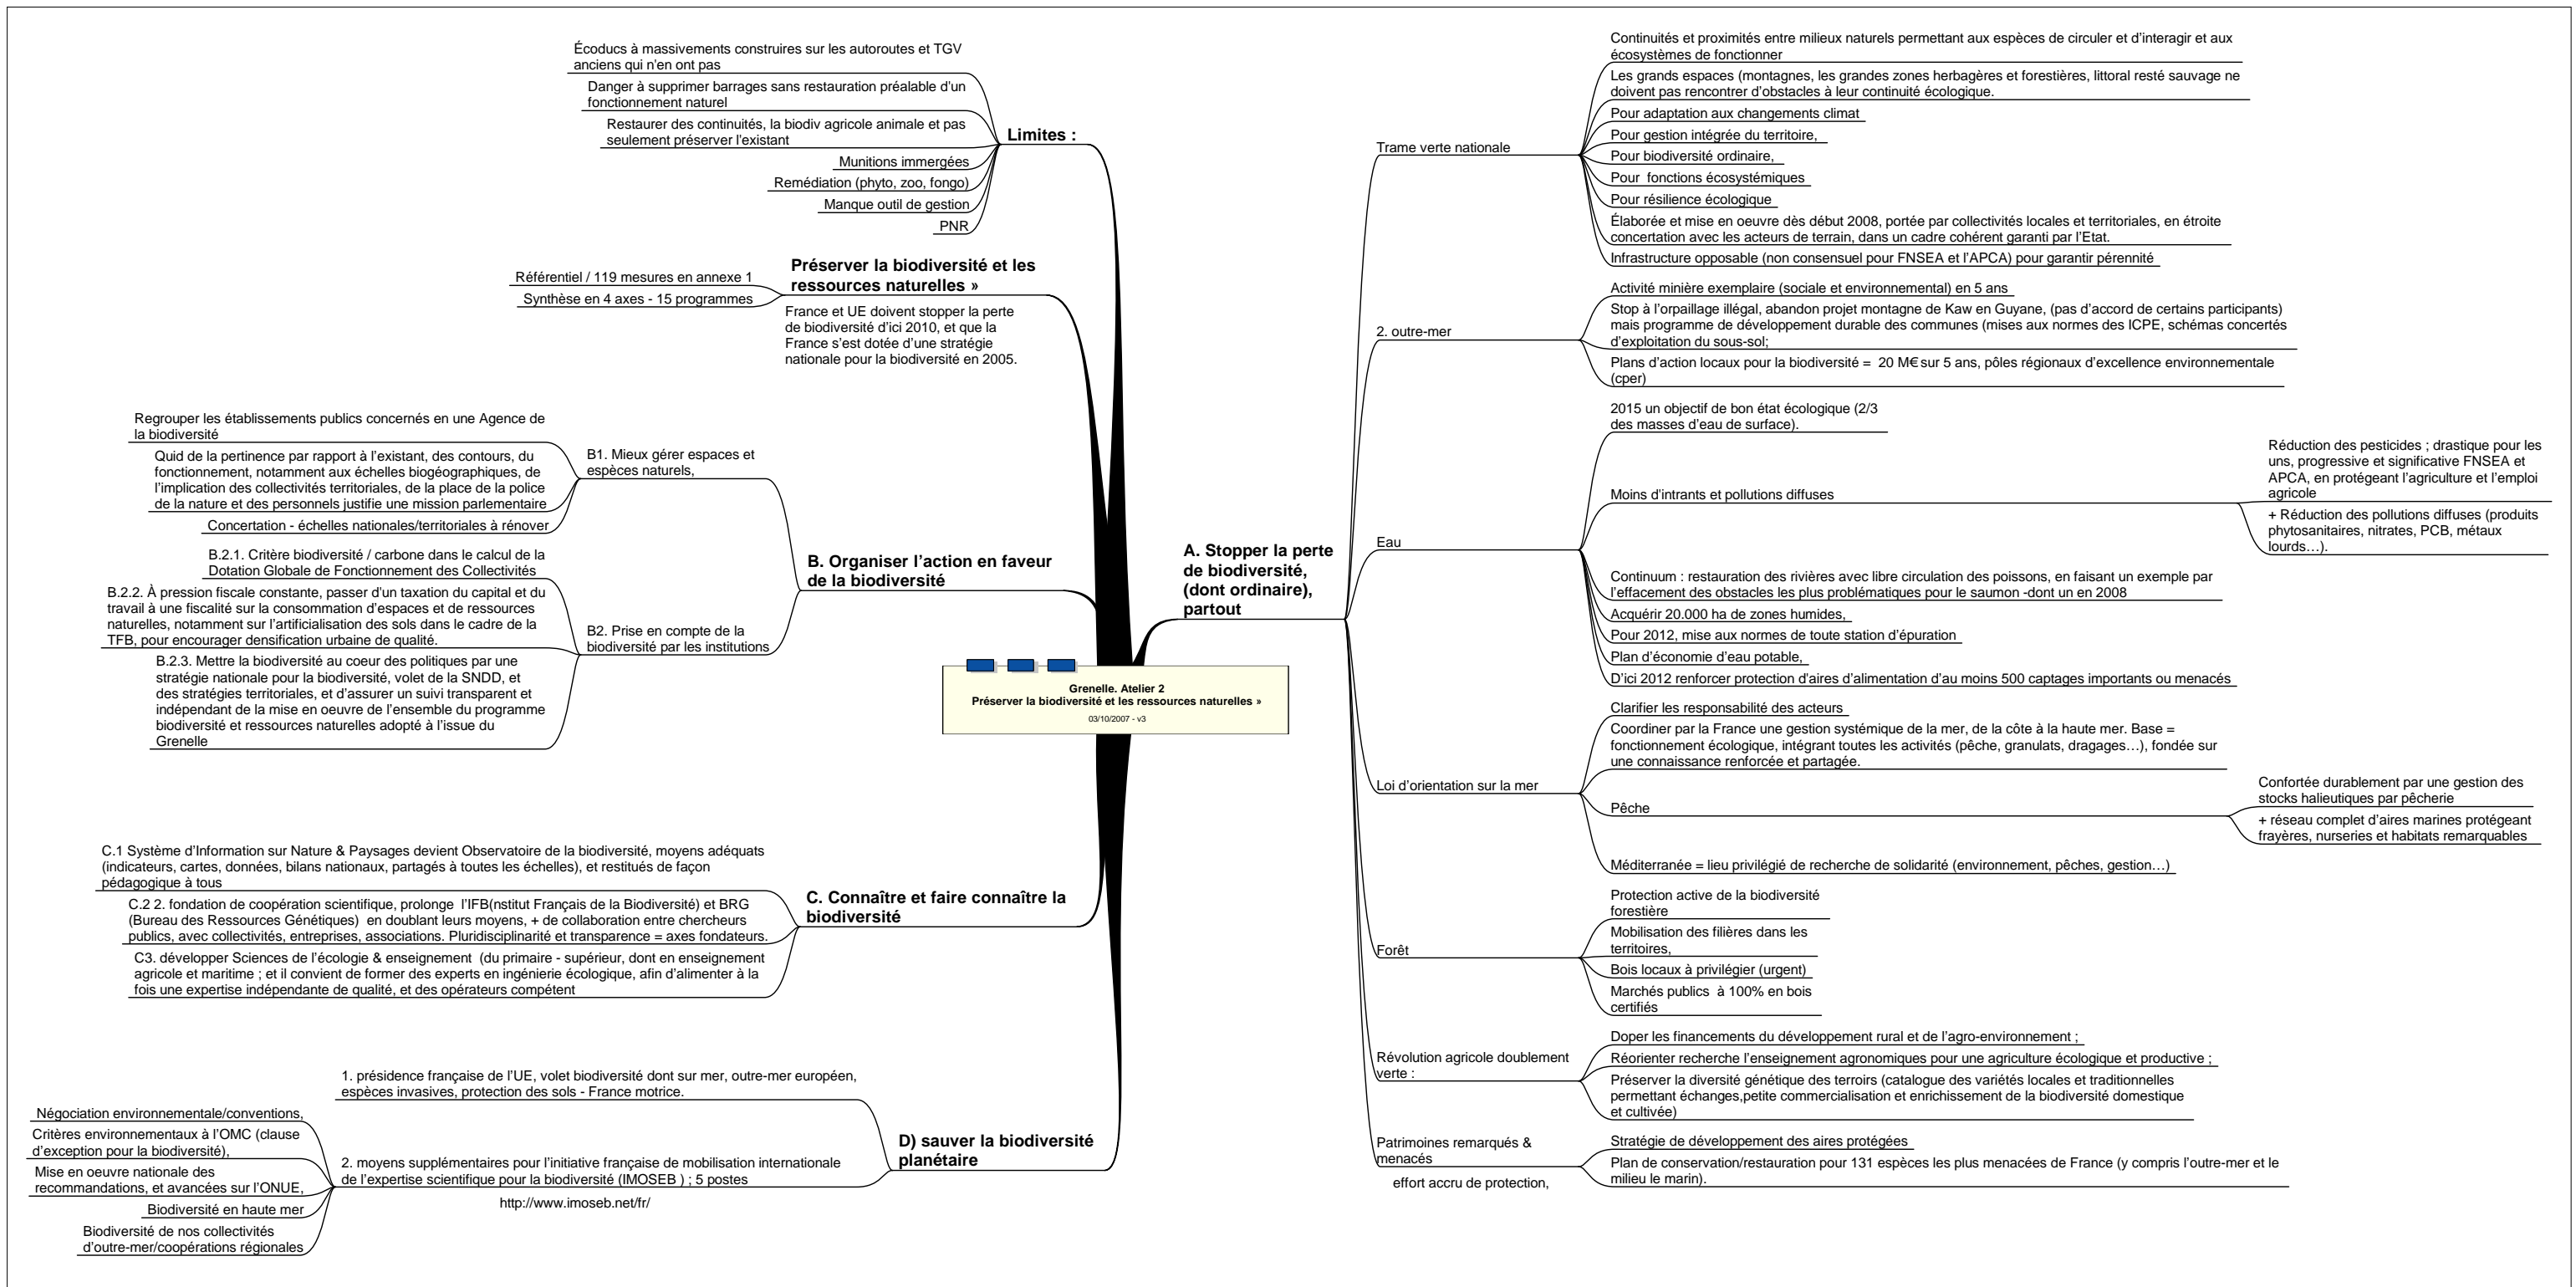 Grenelle. Atelier 2
Préserver la biodiversité et les ressources naturelles »
03/10/2007 - v3
A. Stopper la perte
de biodiversité,
(dont ordinaire),
partout
Trame verte nationale
Continuités et proximités entre milieux naturels permettant aux espèces de circuler et d'interagir et aux
écosystèmes de fonctionner
Les grands espaces (montagnes, les grandes zones herbagères et forestières, littoral resté sauvage ne
doivent pas rencontrer d'obstacles à leur continuité écologique.
Pour adaptation aux changements climat
Pour gestion intégrée du territoire,
Pour biodiversité ordinaire,
Pour  fonctions écosystémiques
Pour résilience écologique
Élaborée et mise en oeuvre dès début 2008, portée par collectivités locales et territoriales, en étroite
concertation avec les acteurs de terrain, dans un cadre cohérent garanti par l'Etat.
Infrastructure opposable (non consensuel pour FNSEA et l'APCA) pour garantir pérennité
2. outre-mer
Activité minière exemplaire (sociale et environnemental) en 5 ans
Stop à l'orpaillage illégal, abandon projet montagne de Kaw en Guyane, (pas d'accord de certains participants)
mais programme de développement durable des communes (mises aux normes des ICPE, schémas concertés
d'exploitation du sous-sol;
Plans d'action locaux pour la biodiversité =  20 M€ sur 5 ans, pôles régionaux d'excellence environnementale
(cper)
Eau
2015 un objectif de bon état écologique (2/3
des masses d'eau de surface).
Moins d'intrants et pollutions diffuses
Réduction des pesticides ; drastique pour les
uns, progressive et significative FNSEA et
APCA, en protégeant l'agriculture et l'emploi
agricole
+ Réduction des pollutions diffuses (produits
phytosanitaires, nitrates, PCB, métaux
lourds…).
Continuum : restauration des rivières avec libre circulation des poissons, en faisant un exemple par
l'effacement des obstacles les plus problématiques pour le saumon -dont un en 2008
Acquérir 20.000 ha de zones humides,
Pour 2012, mise aux normes de toute station d'épuration
Plan d'économie d'eau potable,
D'ici 2012 renforcer protection d'aires d'alimentation d'au moins 500 captages importants ou menacés
Loi d'orientation sur la mer
Clarifier les responsabilité des acteurs
Coordiner par la France une gestion systémique de la mer, de la côte à la haute mer. Base =
fonctionnement écologique, intégrant toutes les activités (pêche, granulats, dragages…), fondée sur
une connaissance renforcée et partagée.
Pêche
Confortée durablement par une gestion des
stocks halieutiques par pêcherie
+ réseau complet d'aires marines protégeant
frayères, nurseries et habitats remarquables
Méditerranée = lieu privilégié de recherche de solidarité (environnement, pêches, gestion…)
Forêt
Protection active de la biodiversité
forestière
Mobilisation des filières dans les
territoires,
Bois locaux à privilégier (urgent)
Marchés publics  à 100% en bois
certifiés
Révolution agricole doublement
verte :
Doper les financements du développement rural et de l'agro-environnement ;
Réorienter recherche l'enseignement agronomiques pour une agriculture écologique et productive ;
Préserver la diversité génétique des terroirs (catalogue des variétés locales et traditionnelles
permettant échanges,petite commercialisation et enrichissement de la biodiversité domestique
et cultivée)
Patrimoines remarqués &
menacés
effort accru de protection,
Stratégie de développement des aires protégées
Plan de conservation/restauration pour 131 espèces les plus menacées de France (y compris l'outre-mer et le
milieu le marin).
Limites :
Écoducs à massivements construires sur les autoroutes et TGV
anciens qui n'en ont pas
Danger à supprimer barrages sans restauration préalable d'un
fonctionnement naturel
Restaurer des continuités, la biodiv agricole animale et pas
seulement préserver l'existant
Munitions immergées
Remédiation (phyto, zoo, fongo)
Manque outil de gestion
PNR
Préserver la biodiversité et les
ressources naturelles »
Référentiel / 119 mesures en annexe 1
Synthèse en 4 axes - 15 programmes
France et UE doivent stopper la perte
de biodiversité d'ici 2010, et que la
France s'est dotée d'une stratégie
nationale pour la biodiversité en 2005.
B. Organiser l'action en faveur
de la biodiversité
B1. Mieux gérer espaces et
espèces naturels,
Regrouper les établissements publics concernés en une Agence de
la biodiversité
Quid de la pertinence par rapport à l'existant, des contours, du
fonctionnement, notamment aux échelles biogéographiques, de
l'implication des collectivités territoriales, de la place de la police
de la nature et des personnels justifie une mission parlementaire
Concertation - échelles nationales/territoriales à rénover
B2. Prise en compte de la
biodiversité par les institutions
B.2.1. Critère biodiversité / carbone dans le calcul de la
Dotation Globale de Fonctionnement des Collectivités
B.2.2. À pression fiscale constante, passer d'un taxation du capital et du
travail à une fiscalité sur la consommation d'espaces et de ressources
naturelles, notamment sur l'artificialisation des sols dans le cadre de la
TFB, pour encourager densification urbaine de qualité.
B.2.3. Mettre la biodiversité au coeur des politiques par une
stratégie nationale pour la biodiversité, volet de la SNDD, et
des stratégies territoriales, et d'assurer un suivi transparent et
indépendant de la mise en oeuvre de l'ensemble du programme
biodiversité et ressources naturelles adopté à l'issue du
Grenelle
C. Connaître et faire connaître la
biodiversité
C.1 Système d'Information sur Nature & Paysages devient Observatoire de la biodiversité, moyens adéquats
(indicateurs, cartes, données, bilans nationaux, partagés à toutes les échelles), et restitués de façon
pédagogique à tous
C.2 2. fondation de coopération scientifique, prolonge  l'IFB(nstitut Français de la Biodiversité) et BRG
(Bureau des Ressources Génétiques)  en doublant leurs moyens, + de collaboration entre chercheurs
publics, avec collectivités, entreprises, associations. Pluridisciplinarité et transparence = axes fondateurs.
C3. développer Sciences de l'écologie & enseignement  (du primaire - supérieur, dont en enseignement
agricole et maritime ; et il convient de former des experts en ingénierie écologique, afin d'alimenter à la
fois une expertise indépendante de qualité, et des opérateurs compétent
D) sauver la biodiversité
planétaire
1. présidence française de l'UE, volet biodiversité dont sur mer, outre-mer européen,
espèces invasives, protection des sols - France motrice.
2. moyens supplémentaires pour l'initiative française de mobilisation internationale
de l'expertise scientifique pour la biodiversité (IMOSEB ) ; 5 postes
http://www.imoseb.net/fr/
Négociation environnementale/conventions,
Critères environnementaux à l'OMC (clause
d'exception pour la biodiversité),
Mise en oeuvre nationale des
recommandations, et avancées sur l'ONUE,
Biodiversité en haute mer
Biodiversité de nos collectivités
d'outre-mer/coopérations régionales